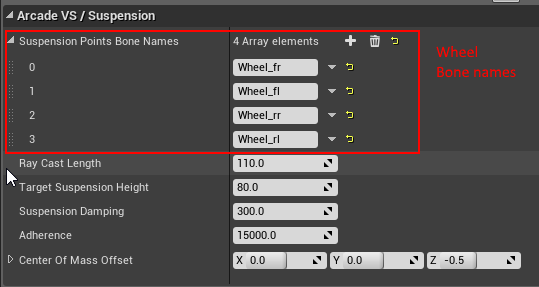 Arcade VS / Suspension
Suspension Points Bone Names 4 Array elements
0 Wheel_fr
1 Wheel_fl
2 Wheel_rr
3 Wheel_rl
Wheel
Bone names
Ray Cast Length 110.0
Target Suspension Height 80.0
Suspension Damping 300.0
Adherence 15000.0
Center Of Mass Offset X 0.0 Y 0.0 Z -0.5